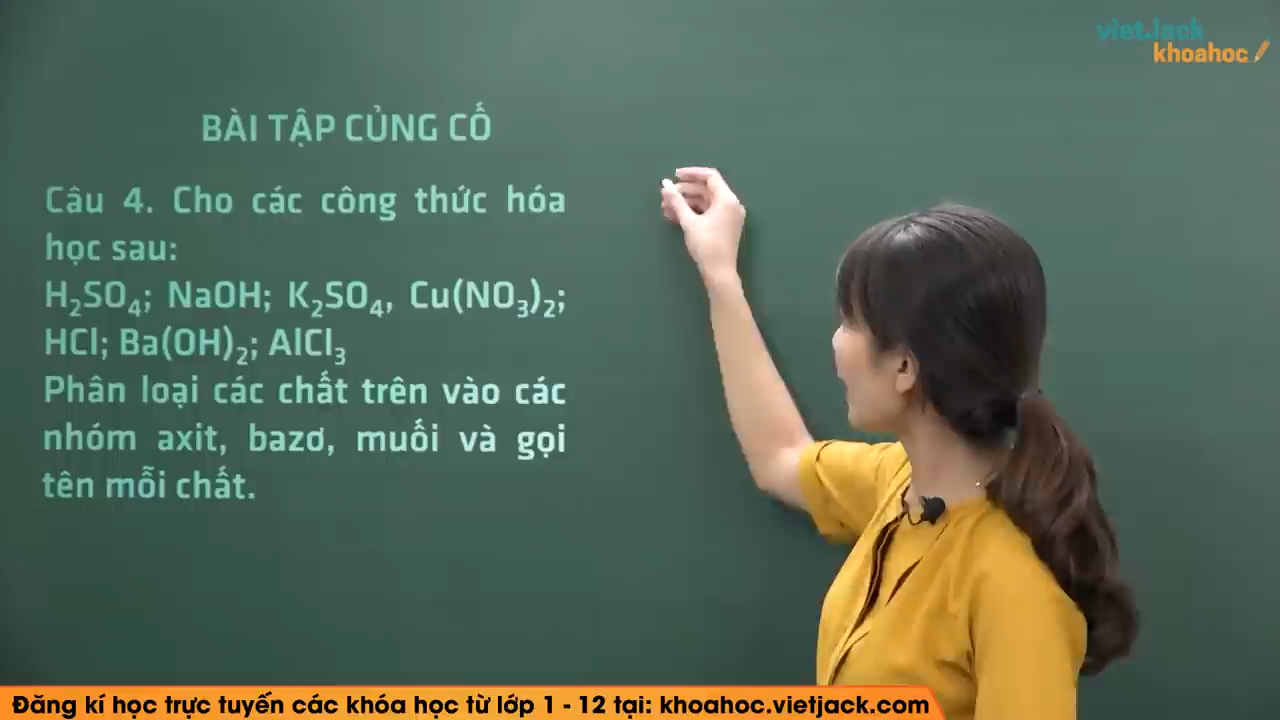 vietJack
khoahoc
BÀI TẬP CỦNG CỐ
Câu 4. Cho các công thức hóa
học sau:
H₂SO₄; NaOH; K₂SO₄, Cu(NO₃)₂;
HCl; Ba(OH)₂; AlCl₃
Phân loại các chất trên vào các
nhóm axit, bazơ, muối và gọi
tên mỗi chất.
Đăng kí học trực tuyến các khóa học từ lớp 1 - 12 tại: khoahoc.vietjack.com